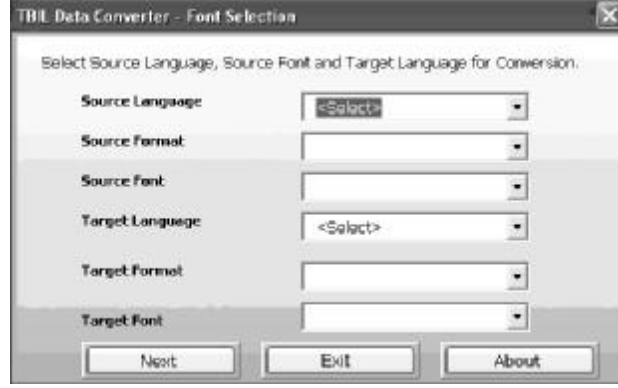 TBIL Data Converter - Font Selection
Select Source Language, Source Font and Target Language for Conversion.
Source Language <Select>
Source Format
Source Font
Target Language <Select>
Target Format
Target Font
Next Exit About